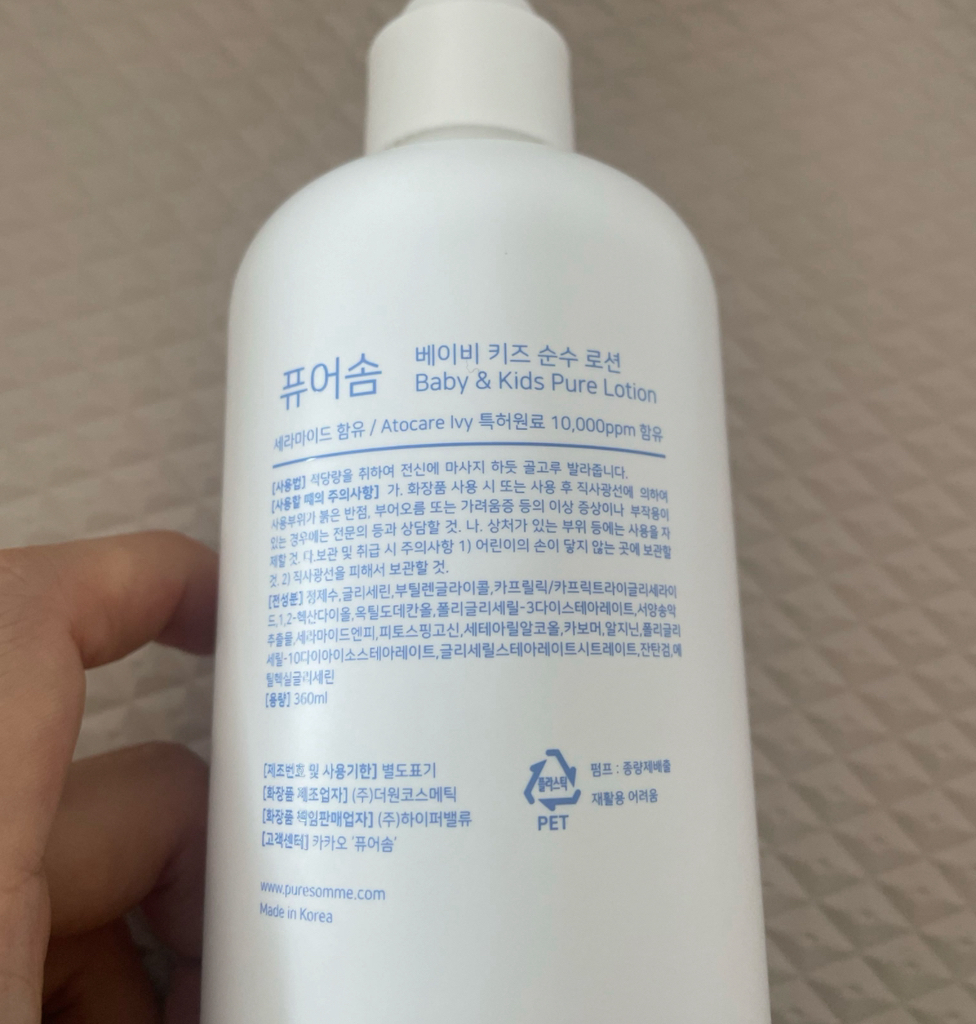 퓨어솜
베이비 키즈 순수 로션
Baby & Kids Pure Lotion
세라마이드 함유 / Atocare Ivy 특허원료 10,000ppm 함유
[사용법] 적당량을 취하여 전신에 마사지 하듯 골고루 발라줍니다.
[사용할 때의 주의사항] 가. 화장품 사용 시 또는 사용 후 직사광선에 의하여
사용부위가 붉은 반점, 부어오름 또는 가려움증 등의 이상 증상이나 부작용이
있는 경우에는 전문의 등과 상담할 것. 나. 상처가 있는 부위 등에는 사용을 자
제할 것. 다.보관 및 취급 시 주의사항 1) 어린이의 손이 닿지 않는 곳에 보관할
것. 2) 직사광선을 피해서 보관할 것.
[전성분] 정제수,글리세린,부틸렌글라이콜,카프릴릭/카프릭트라이글리세라이
드,1,2-헥산다이올,옥틸도데칸올,폴리글리세릴-3다이스테아레이트,서양송악
추출물,세라마이드엔피,피토스핑고신,세테아릴알코올,카보머,알지닌,폴리글리
세릴-10다이아이소스테아레이트,글리세릴스테아레이트시트레이트,잔탄검,에
틸헥실글리세린
[용량] 360ml
[제조번호 및 사용기한] 별도표기
[화장품 제조업자] (주)더원코스메틱
[화장품 책임판매업자] (주)하이퍼밸류
[고객센터] 카카오 '퓨어솜'
플라스틱
PET
펌프 : 종량제배출
재활용 어려움
www.puresomme.com
Made in Korea